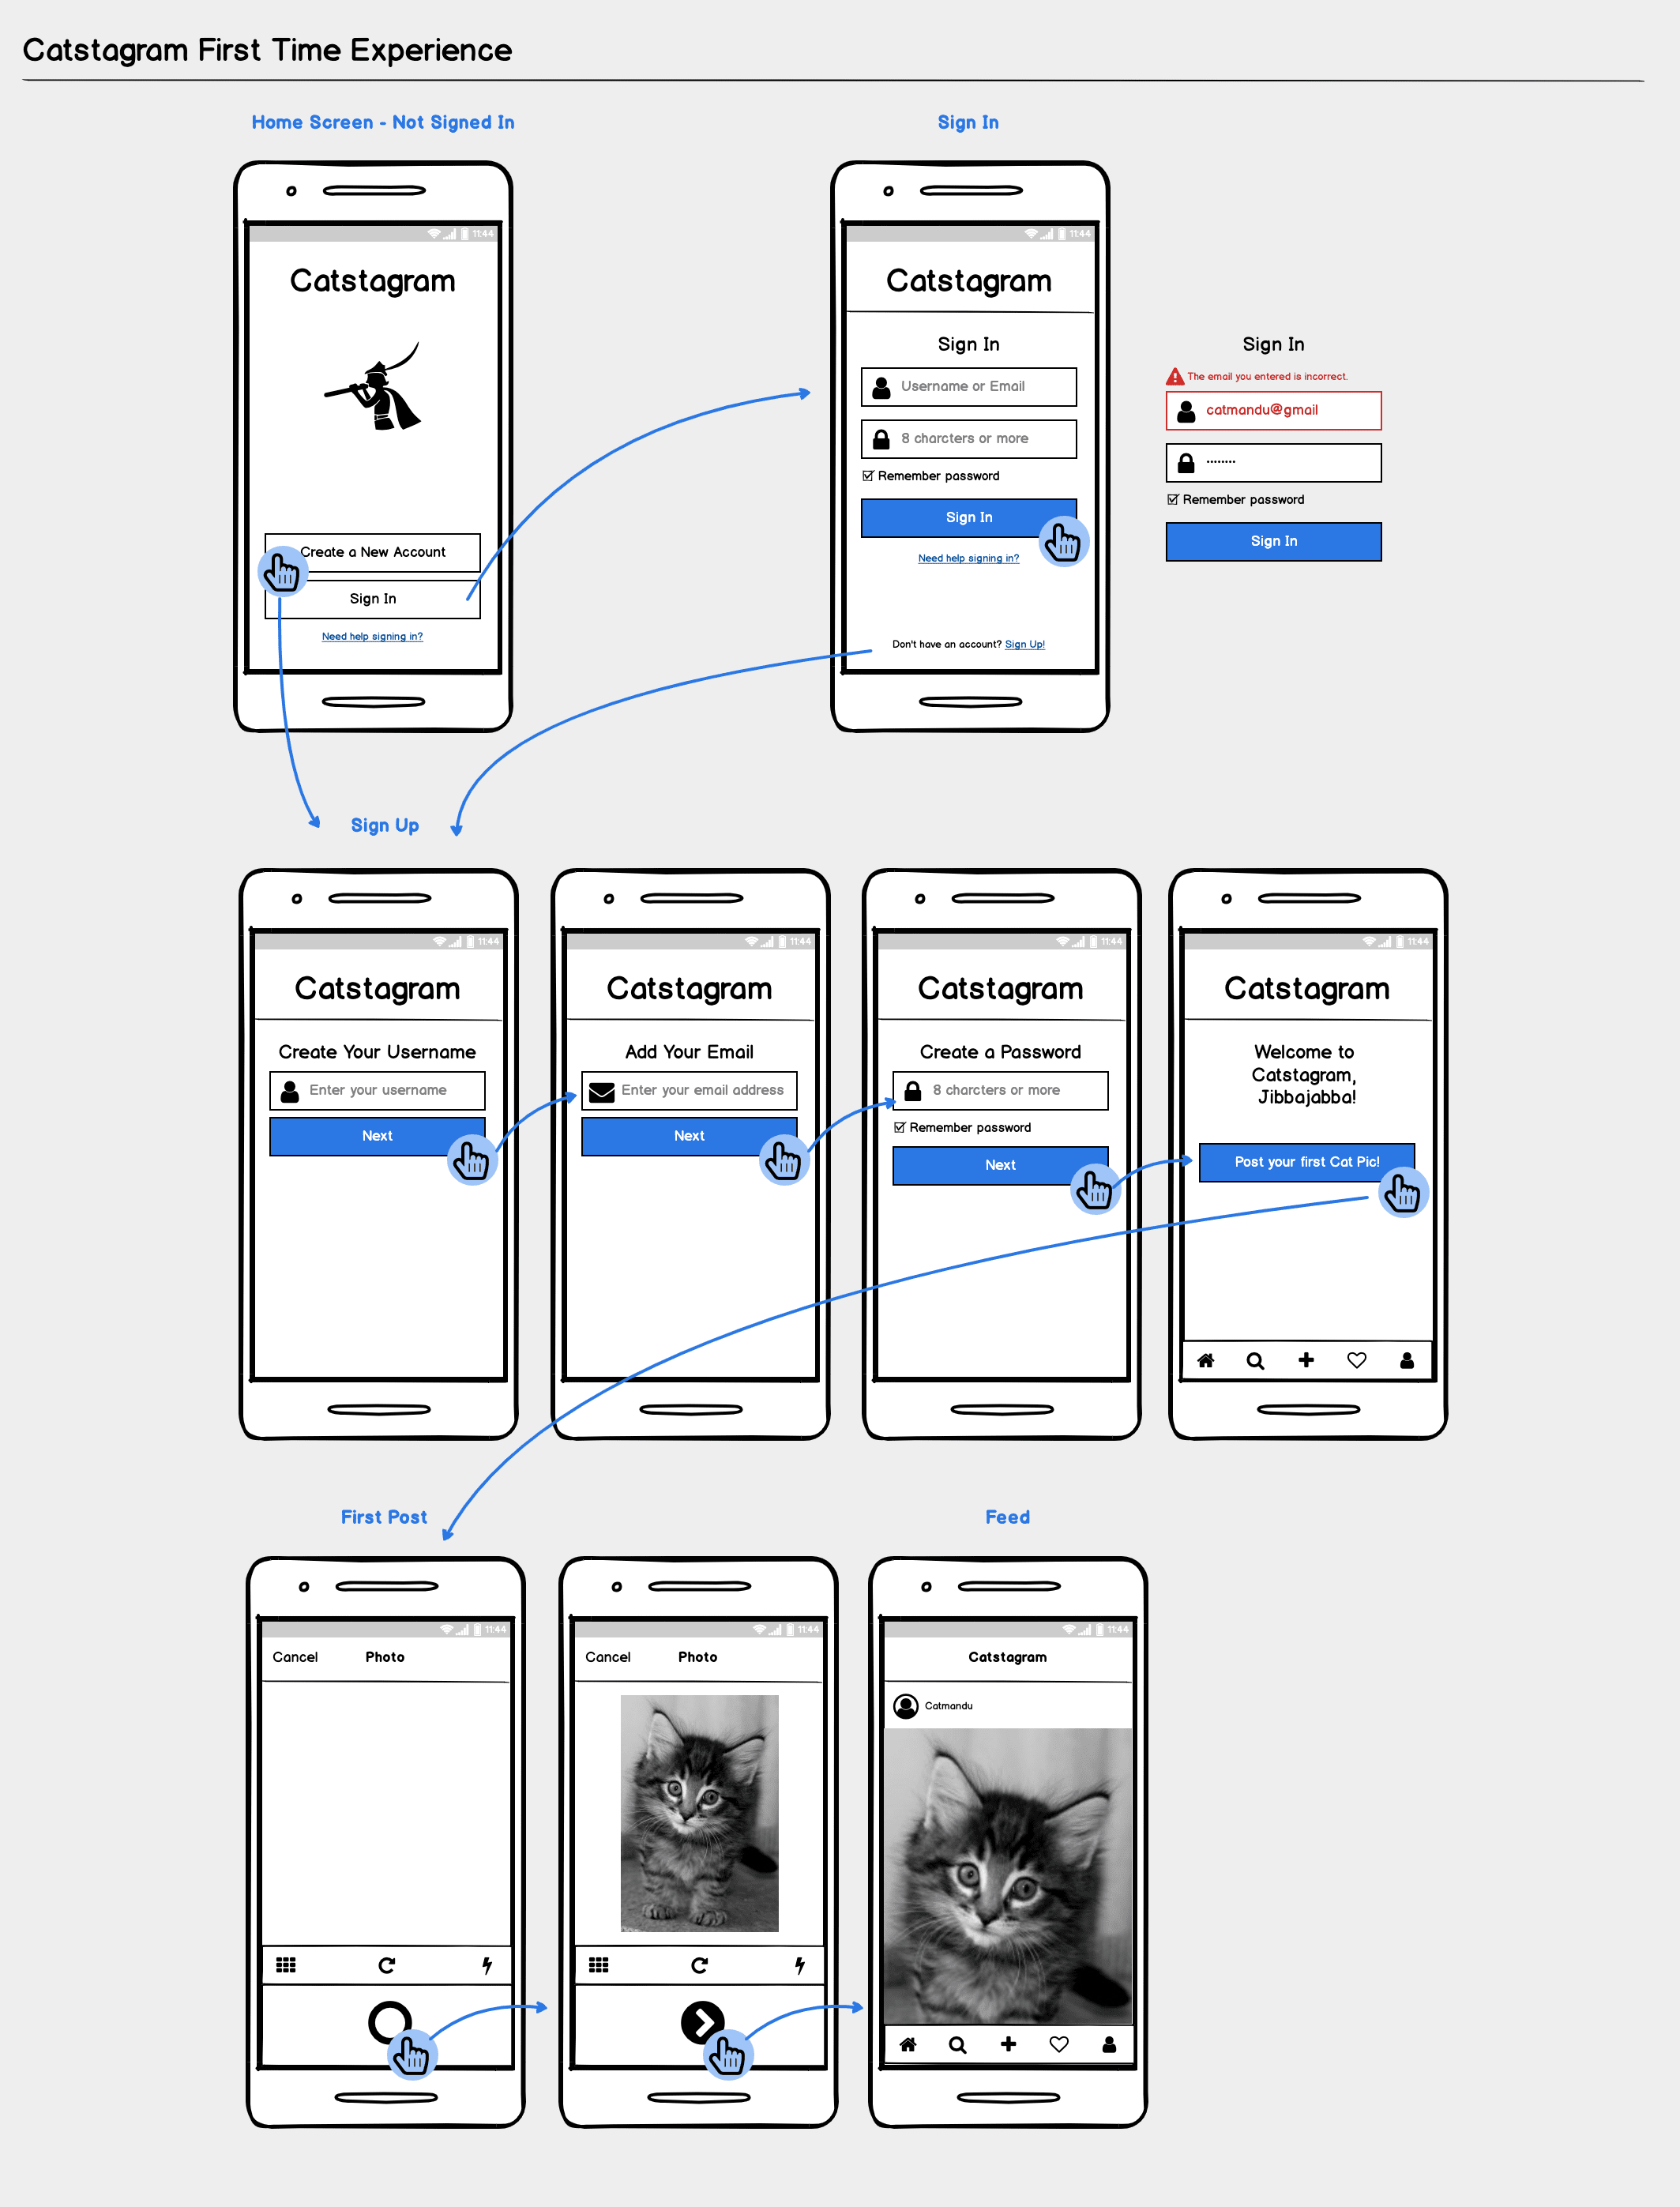 Catstagram First Time Experience
Home Screen - Not Signed In
Sign In
11:44
Catstagram
Create a New Account
Sign In
Need help signing in?
11:44
Catstagram
Sign In
Username or Email
8 charcters or more
Remember password
Sign In
Need help signing in?
Don't have an account? Sign Up!
Sign In
The email you entered is incorrect.
catmandu@gmail
········
Remember password
Sign In
Sign Up
11:44
Catstagram
Create Your Username
Enter your username
Next
11:44
Catstagram
Add Your Email
Enter your email address
Next
11:44
Catstagram
Create a Password
8 charcters or more
Remember password
Next
11:44
Catstagram
Welcome to
Catstagram,
Jibbajabba!
Post your first Cat Pic!
First Post
Feed
11:44
Cancel Photo
11:44
Cancel Photo
11:44
Catstagram
Catmandu